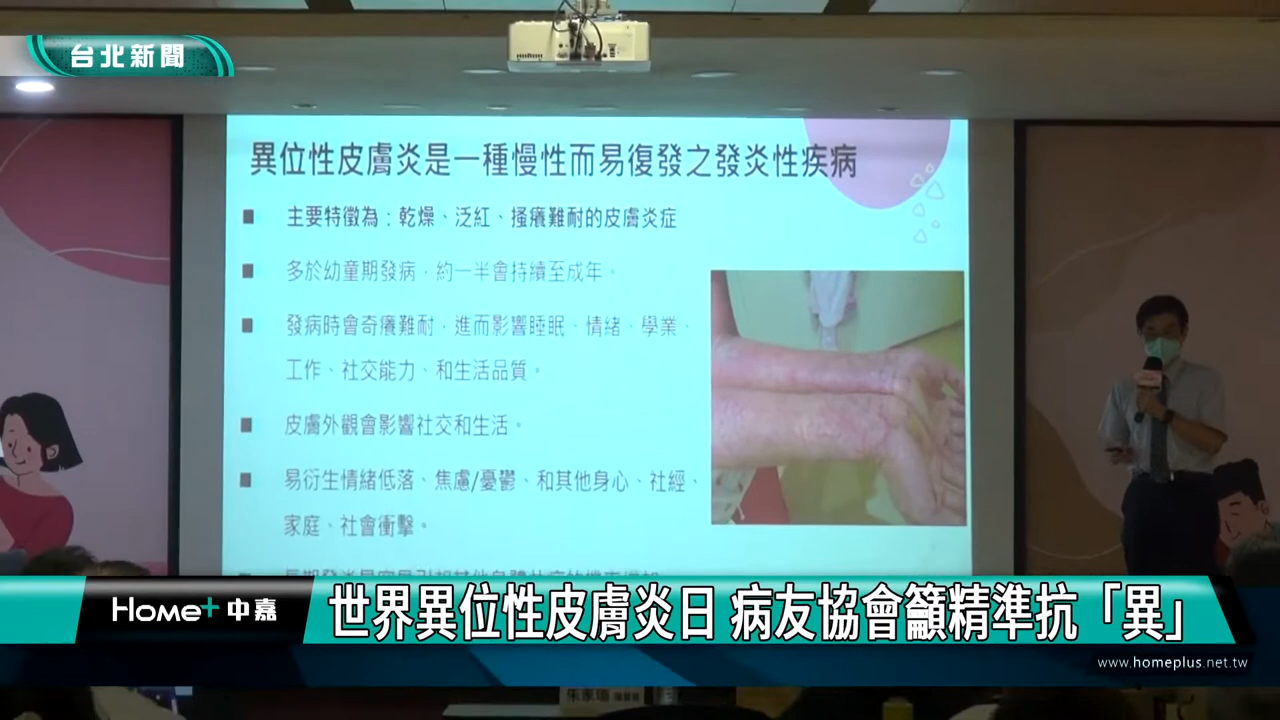 台北新聞
異位性皮膚炎是一種慢性而易復發之發炎性疾病
主要特徵為：乾燥、泛紅、搔癢難耐的皮膚炎症
多於幼童期發病，約一半會持續至成年。
發病時會奇癢難耐，進而影響睡眠、情緒、學業、
工作、社交能力、和生活品質。
皮膚外觀會影響社交和生活。
易衍生情緒低落、焦慮/憂鬱、和其他身心、社經、
家庭、社會衝擊。
Home+中嘉
世界異位性皮膚炎日 病友協會籲精準抗「異」
www.homeplus.net.tw